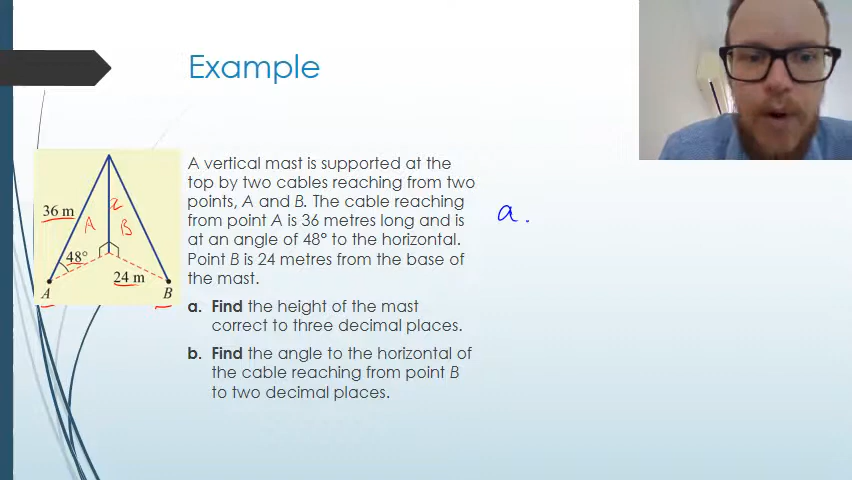 Example
A vertical mast is supported at the
top by two cables reaching from two
points, A and B. The cable reaching
from point A is 36 metres long and is
at an angle of 48° to the horizontal.
Point B is 24 metres from the base of
the mast.
a. Find the height of the mast
correct to three decimal places.
b. Find the angle to the horizontal of
the cable reaching from point B
to two decimal places.
36 m
x
A
B
48°
24 m
A
B
a.